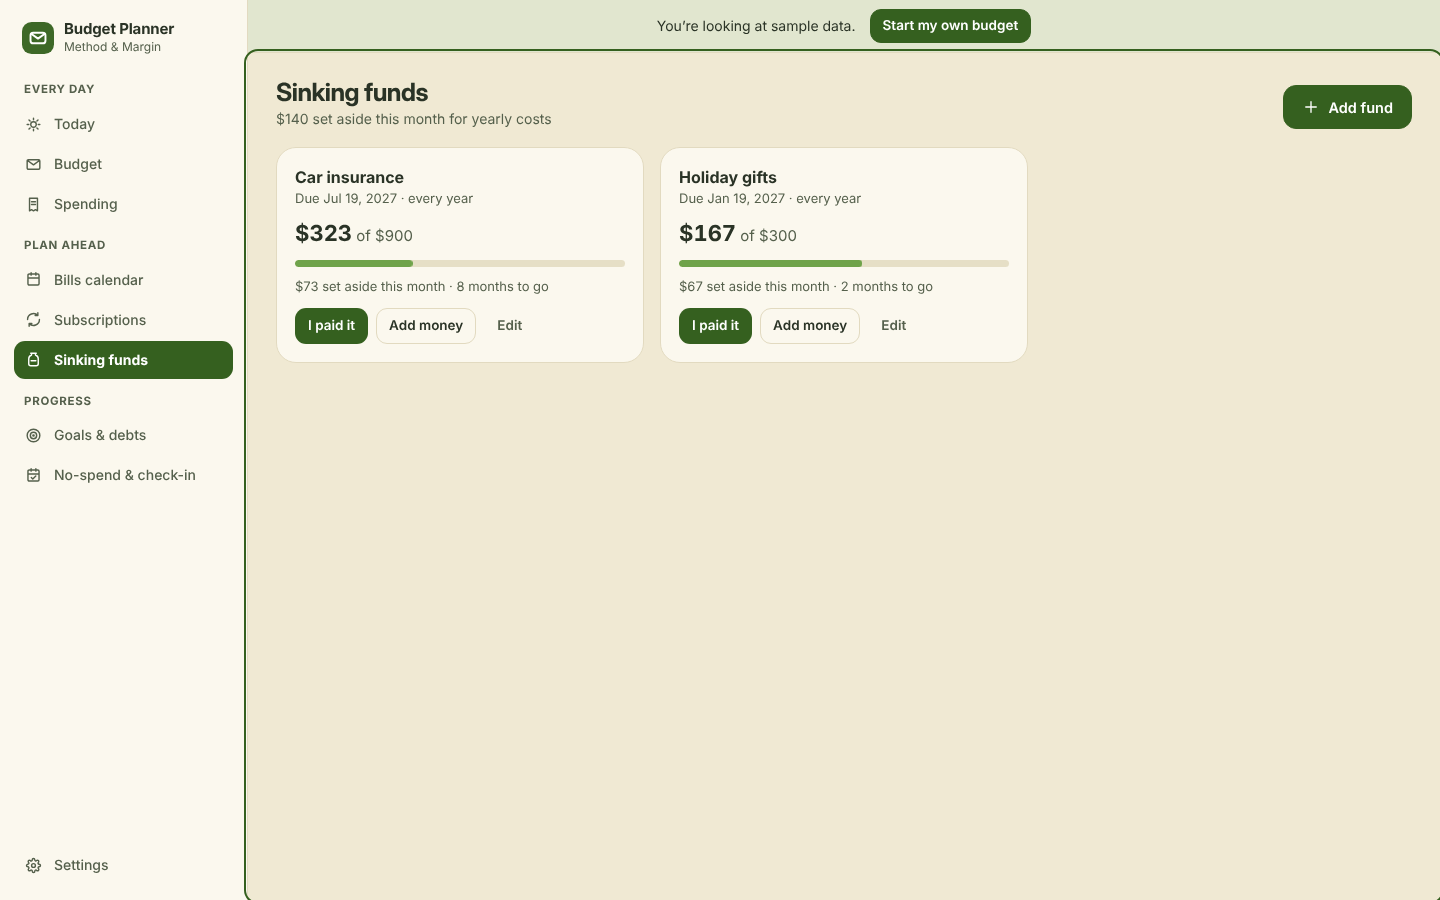 Budget Planner
Method & Margin
EVERY DAY
Today
Budget
Spending
PLAN AHEAD
Bills calendar
Subscriptions
Sinking funds
PROGRESS
Goals & debts
No-spend & check-in
Settings
You’re looking at sample data.
Start my own budget
Sinking funds
$140 set aside this month for yearly costs
Add fund
Car insurance
Due Jul 19, 2027 · every year
$323 of $900
$73 set aside this month · 8 months to go
I paid it
Add money
Edit
Holiday gifts
Due Jan 19, 2027 · every year
$167 of $300
$67 set aside this month · 2 months to go
I paid it
Add money
Edit